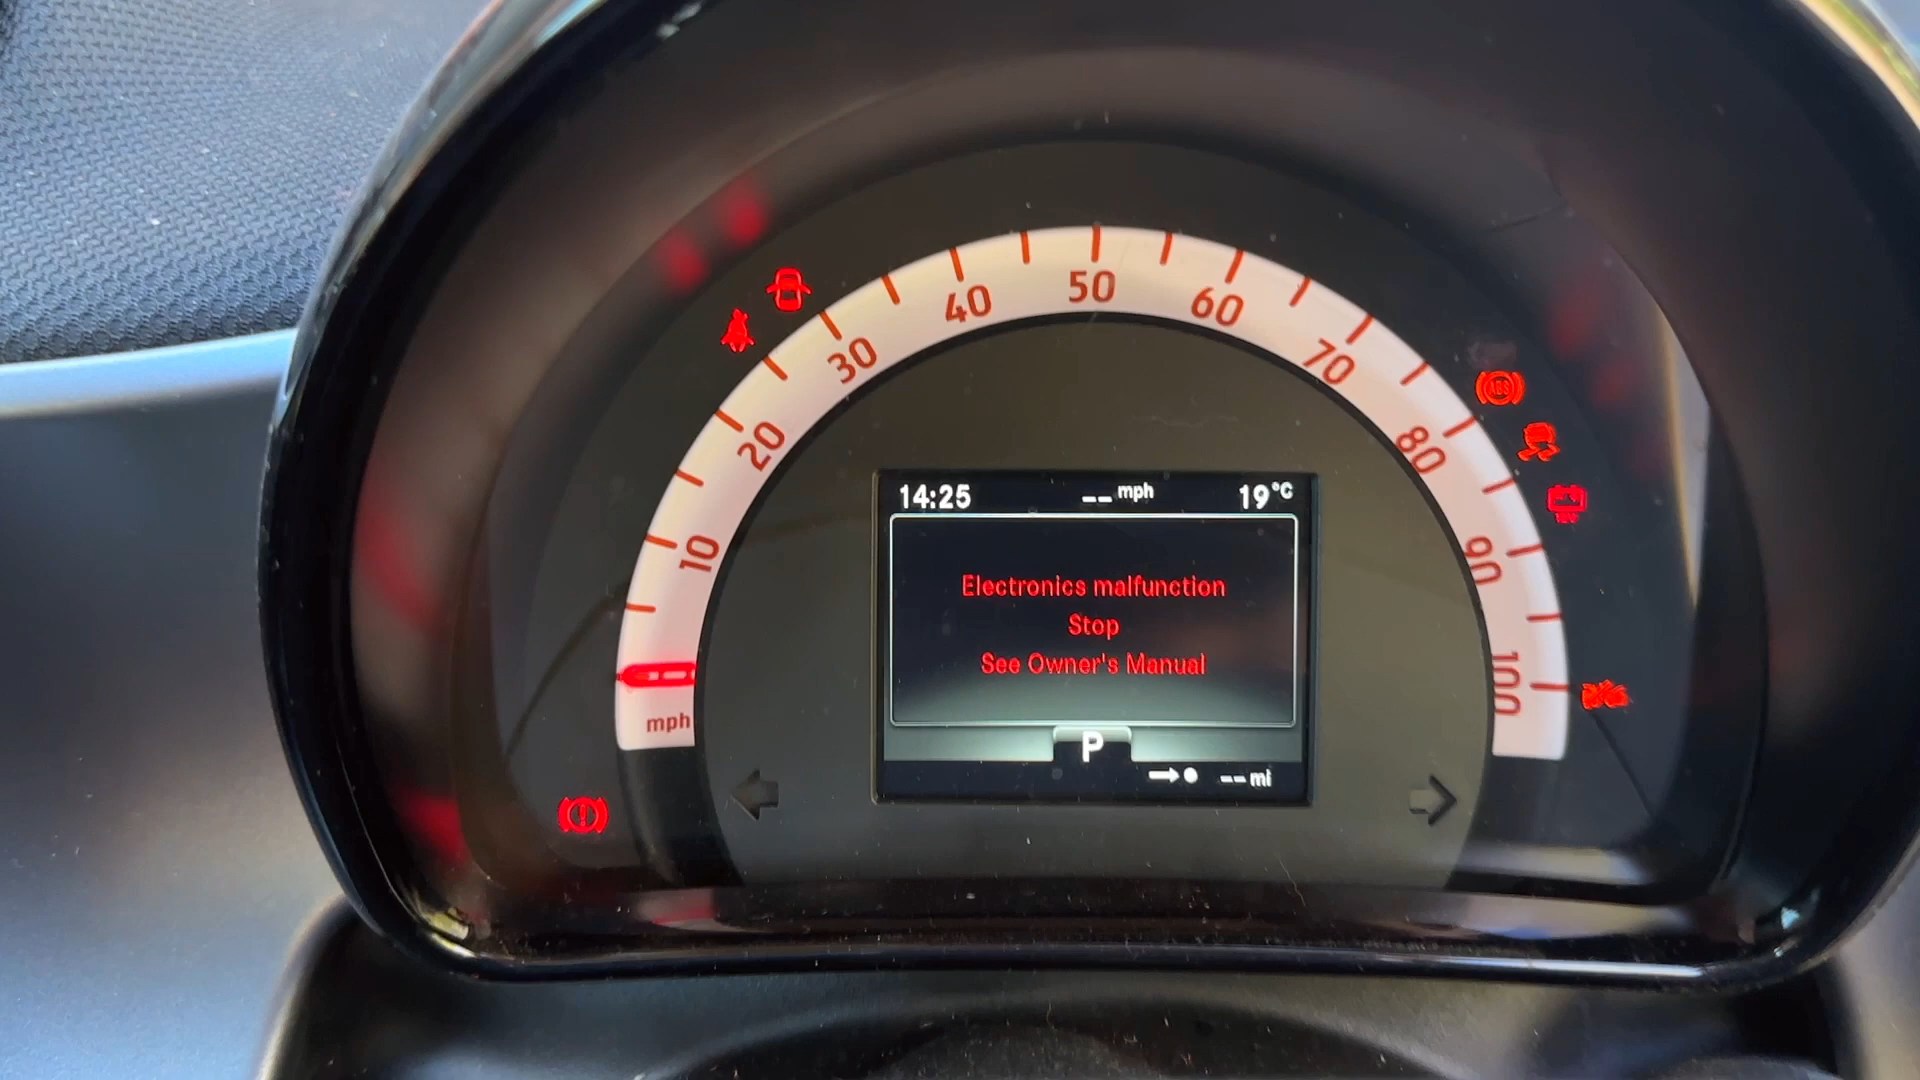 14:25 -- mph 19°C
Electronics malfunction
Stop
See Owner's Manual
P
-- mi
mph
10
20
30
40
50
60
70
80
90
100
ABS